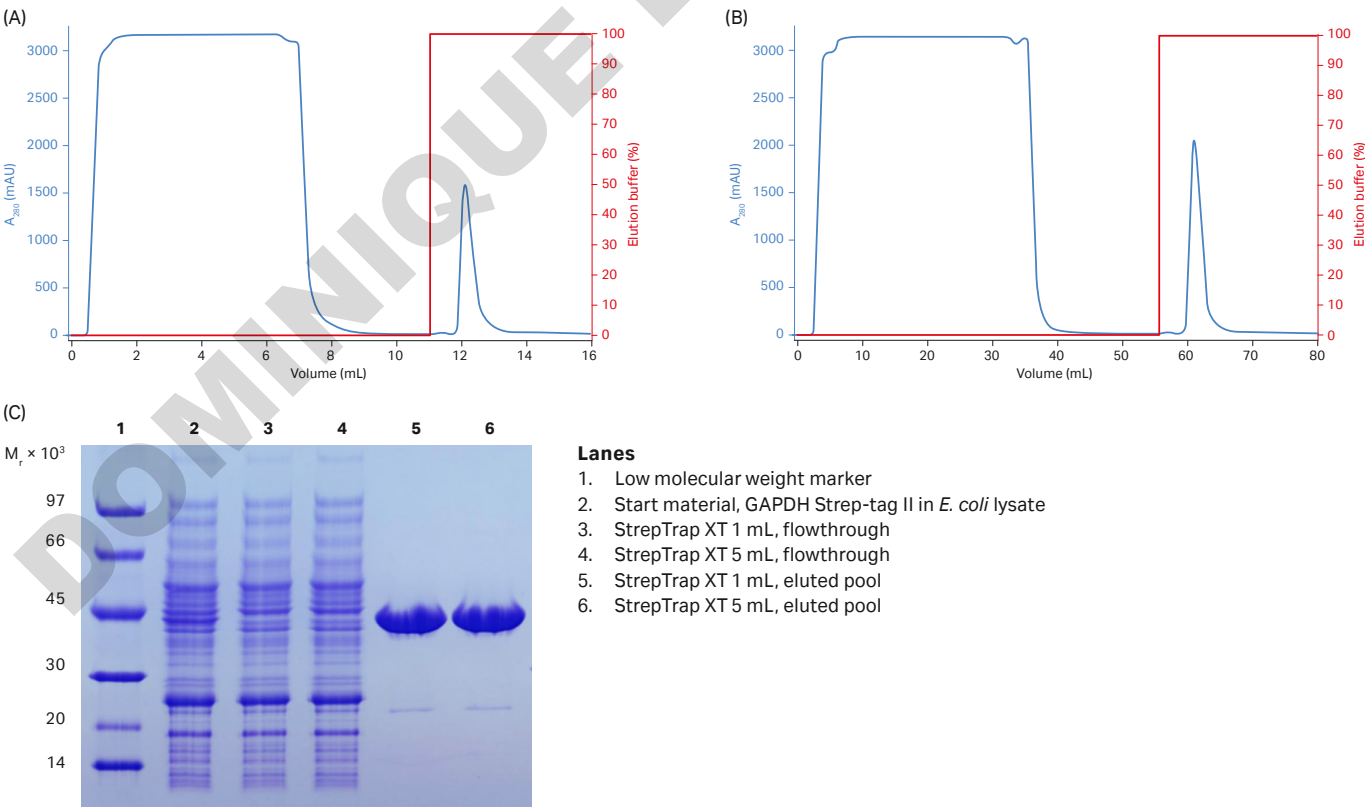 (A)
3000
2500
2000
1500
1000
500
0
A280 (mAU)
0 2 4 6 8 10 12 14 16
Volume (mL)
100
90
80
70
60
50
40
30
20
10
0
Elution buffer (%)
(B)
3000
2500
2000
1500
1000
500
0
A280 (mAU)
0 10 20 30 40 50 60 70 80
Volume (mL)
100
90
80
70
60
50
40
30
20
10
0
Elution buffer (%)
DOMINIQUE
(C)
1 2 3 4 5 6
Mr × 10³
97
66
45
30
20
14
Lanes
1. Low molecular weight marker
2. Start material, GAPDH Strep-tag II in E. coli lysate
3. StrepTrap XT 1 mL, flowthrough
4. StrepTrap XT 5 mL, flowthrough
5. StrepTrap XT 1 mL, eluted pool
6. StrepTrap XT 5 mL, eluted pool